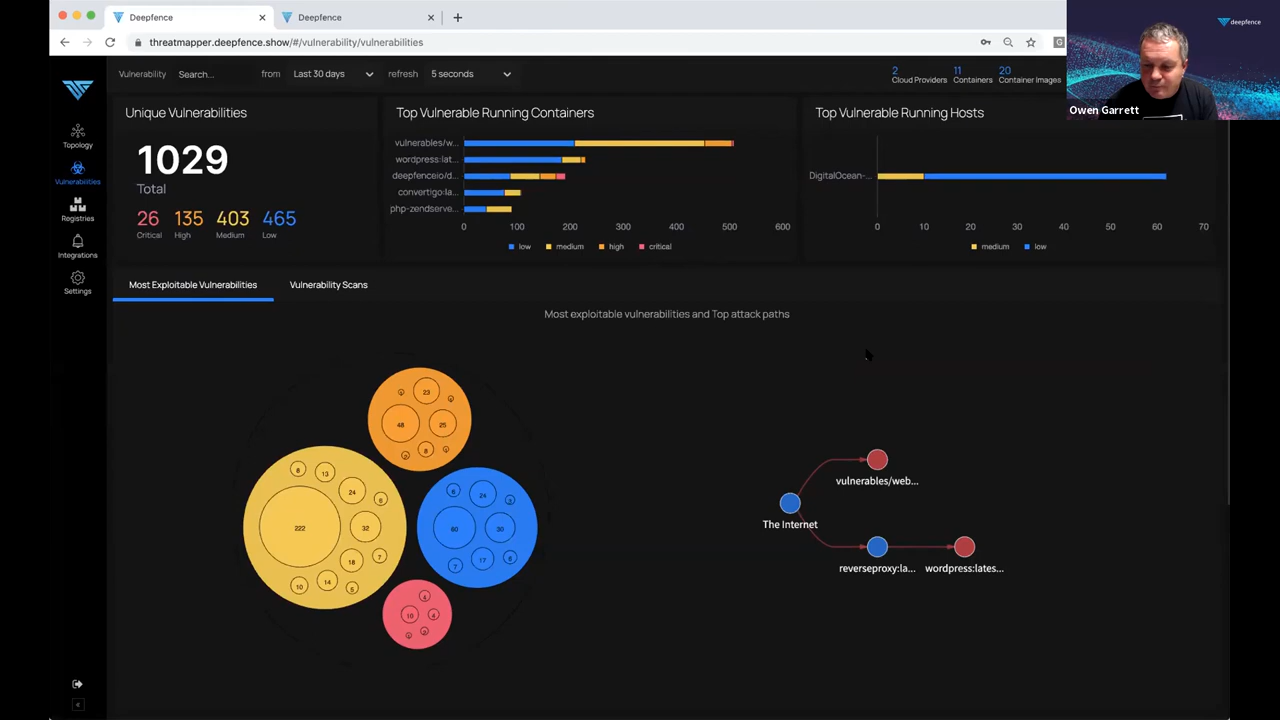 Deepfence
Deepfence
threatmapper.deepfence.show/#/vulnerability/vulnerabilities
G
deepfence
Owen Garrett
Vulnerability
Search...
from
Last 30 days
refresh
5 seconds
2
Cloud Providers
11
Containers
20
Container Images
Topology
Vulnerabilities
Registries
Integrations
Settings
Unique Vulnerabilities
1029
Total
26 135 403 465
Critical High Medium Low
Top Vulnerable Running Containers
vulnerables/w...
wordpress:lat...
deepfenceio/d...
convertigo:la...
php-zendserve...
0 100 200 300 400 500 600
low medium high critical
Top Vulnerable Running Hosts
DigitalOcean-...
0 10 20 30 40 50 60 70
medium low
Most Exploitable Vulnerabilities
Vulnerability Scans
Most exploitable vulnerabilities and Top attack paths
23
48
25
8
8
13
24
222
32
18
7
10
14
24
60
30
17
7
10
4
The Internet
vulnerables/web...
reverseproxy:la...
wordpress:lates...